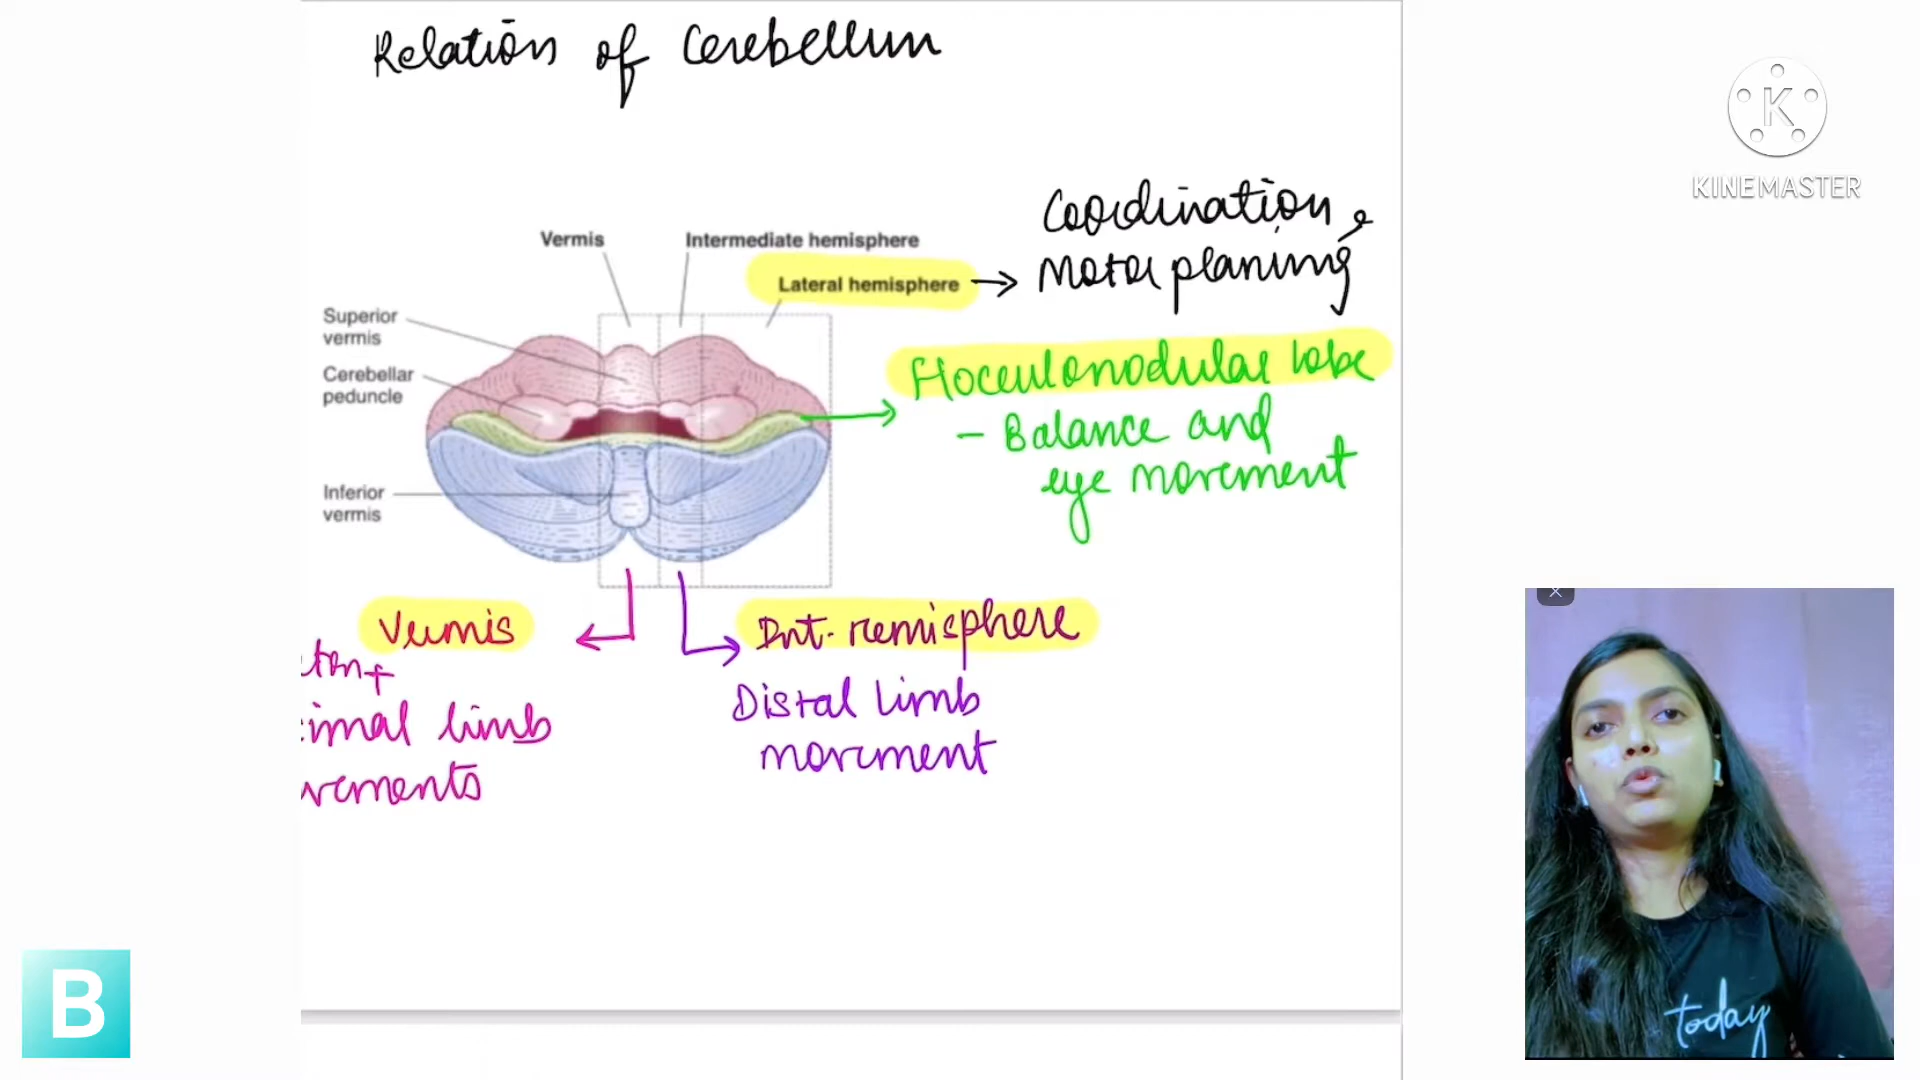 Relation of Cerebellum
KINEMASTER
Coordination &
Motor planing
Vermis
Intermediate hemisphere
Lateral hemisphere
Superior
vermis
Cerebellar
peduncle
Flocculonodular lobe
- Balance and
eye movement
Inferior
vermis
Vermis
Int. hemisphere
imal limb
vements
Distal limb
movement
B
today